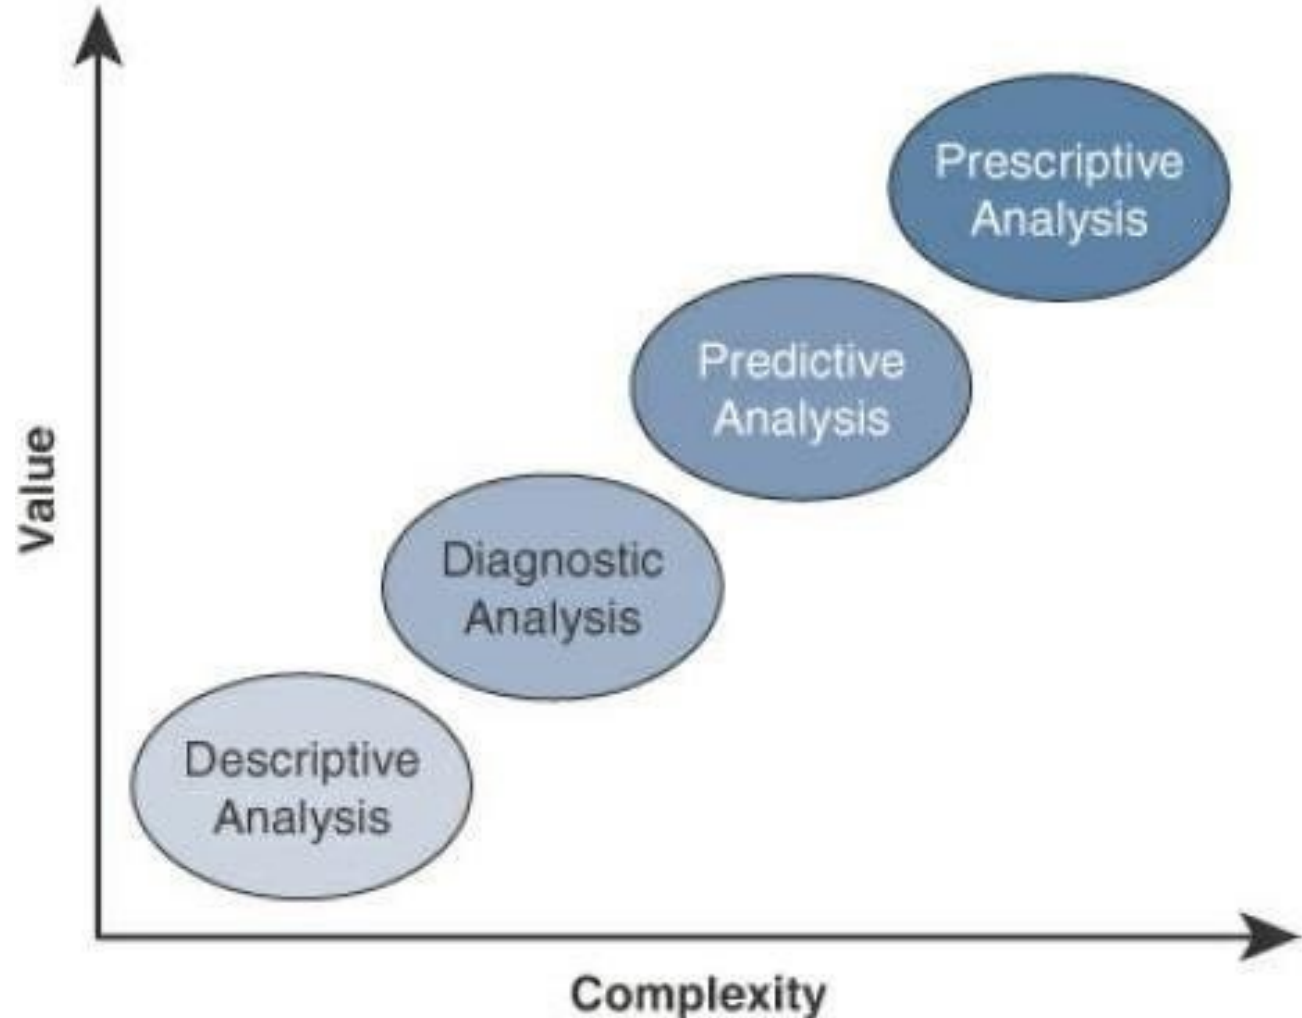 Prescriptive
Analysis
Predictive
Analysis
Value
Diagnostic
Analysis
Descriptive
Analysis
Complexity